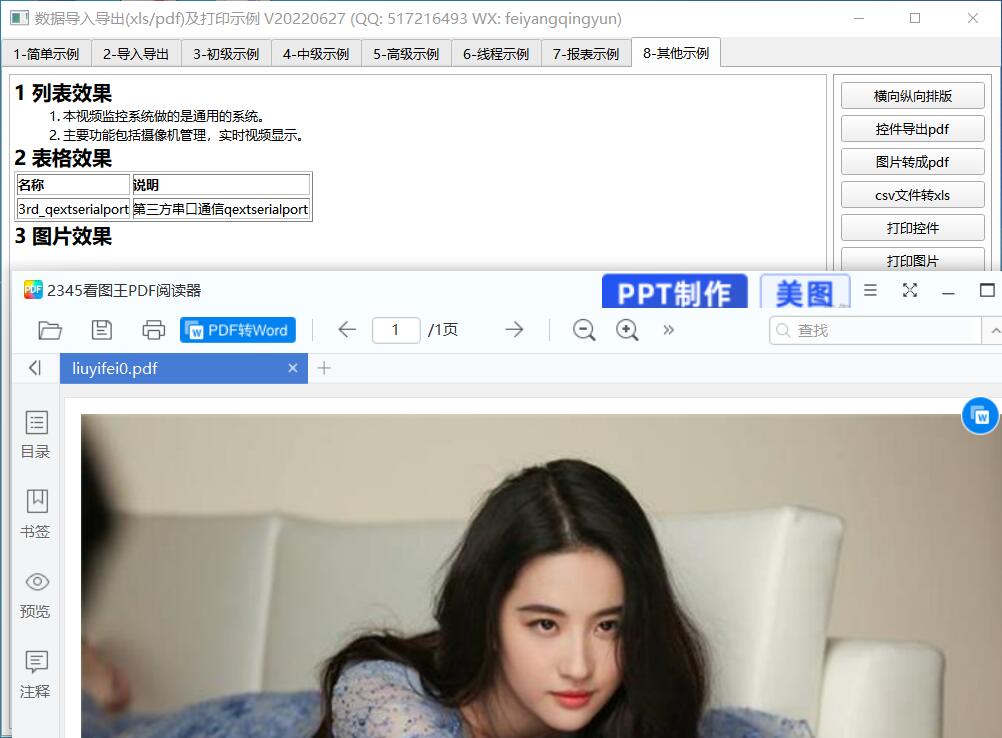 数据导入导出(xls/pdf)及打印示例 V20220627 (QQ: 517216493 WX: feiyangqingyun)
1-简单示例 2-导入导出 3-初级示例 4-中级示例 5-高级示例 6-线程示例 7-报表示例 8-其他示例
1 列表效果
1. 本视频监控系统做的是通用的系统。
2. 主要功能包括摄像机管理，实时视频显示。
2 表格效果
名称 说明
3rd_qextserialport 第三方串口通信qextserialport
3 图片效果
横向纵向排版
控件导出pdf
图片转成pdf
csv文件转xls
打印控件
打印图片
PDF 2345看图王PDF阅读器 PPT制作 美图
W PDF转Word 1 /1页 查找
liuyifei0.pdf
W
目录
书签
预览
注释